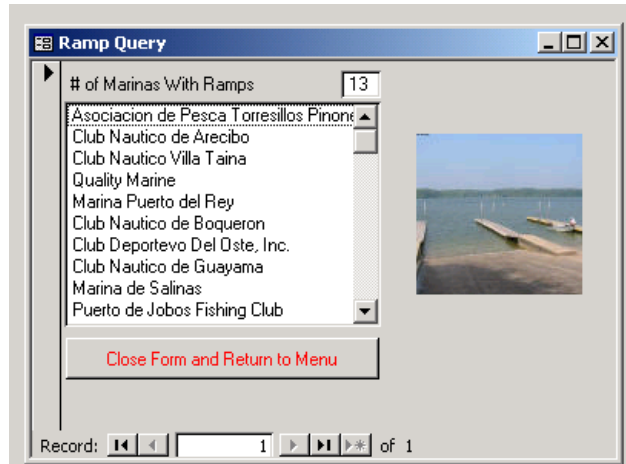 Ramp Query
# of Marinas With Ramps 13
Asociacion de Pesca Torresillos Pinone
Club Nautico de Arecibo
Club Nautico Villa Taina
Quality Marine
Marina Puerto del Rey
Club Nautico de Boqueron
Club Deportevo Del Oste, Inc.
Club Nautico de Guayama
Marina de Salinas
Puerto de Jobos Fishing Club
Close Form and Return to Menu
Record: 1 of 1